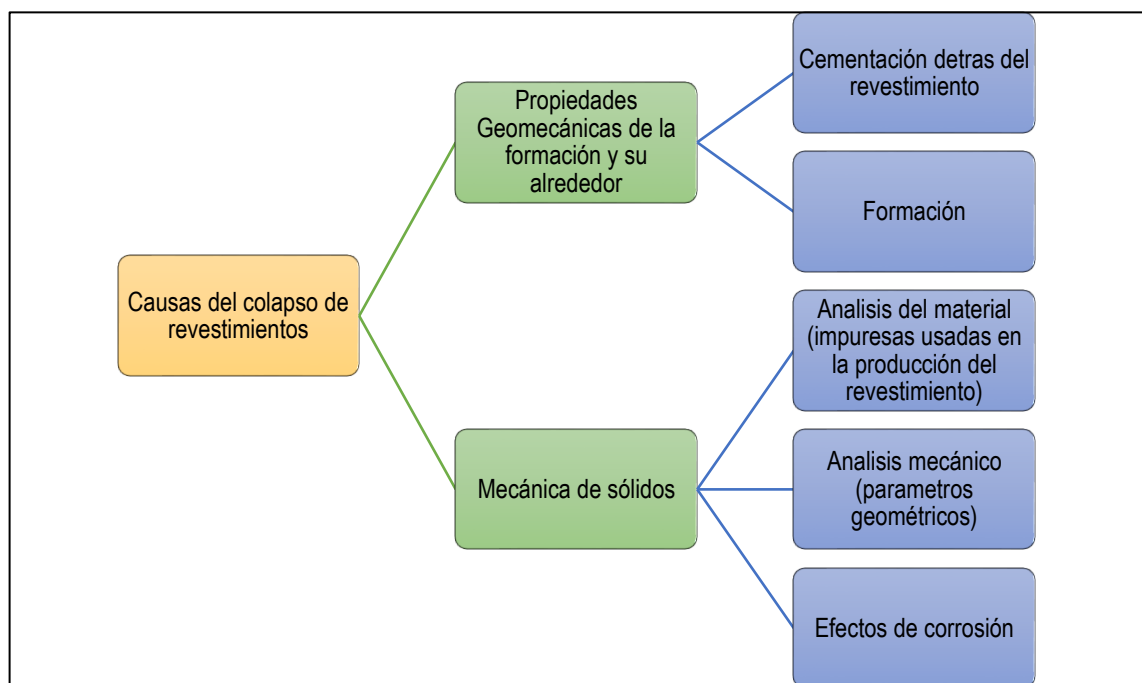 Causas del colapso de
revestimientos
Propiedades
Geomecánicas de la
formación y su
alrededor
Cementación detras del
revestimiento
Formación
Mecánica de sólidos
Analisis del material
(impuresas usadas en
la producción del
revestimiento)
Analisis mecánico
(parametros
geométricos)
Efectos de corrosión